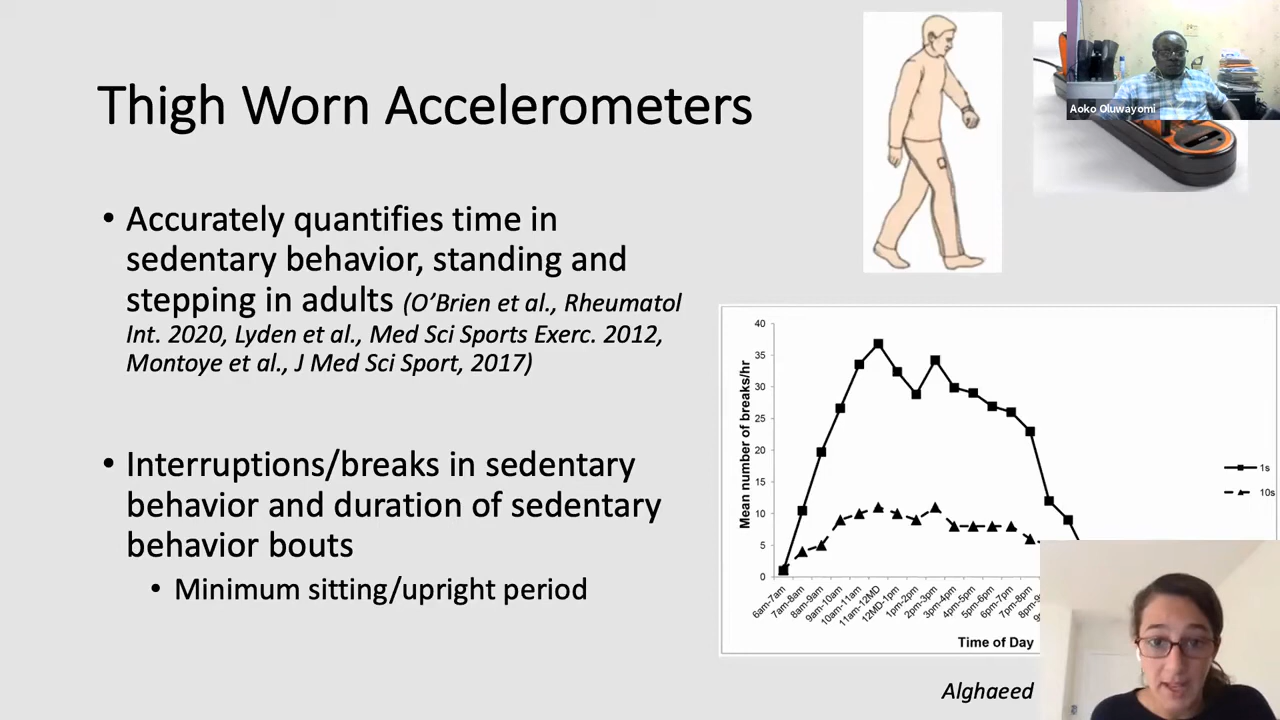 Thigh Worn Accelerometers
Aoko Oluwayomi
• Accurately quantifies time in
sedentary behavior, standing and
stepping in adults (O'Brien et al., Rheumatol
Int. 2020, Lyden et al., Med Sci Sports Exerc. 2012,
Montoye et al., J Med Sci Sport, 2017)
• Interruptions/breaks in sedentary
behavior and duration of sedentary
behavior bouts
• Minimum sitting/upright period
Mean number of breaks/hr
40
35
30
25
20
15
10
5
0
6am-7am
7am-8am
8am-9am
9am-10am
10am-11am
11am-12MD
12MD-1pm
1pm-2pm
2pm-3pm
3pm-4pm
4pm-5pm
5pm-6pm
6pm-7pm
7pm-8pm
Time of Day
1s
10s
Alghaeed